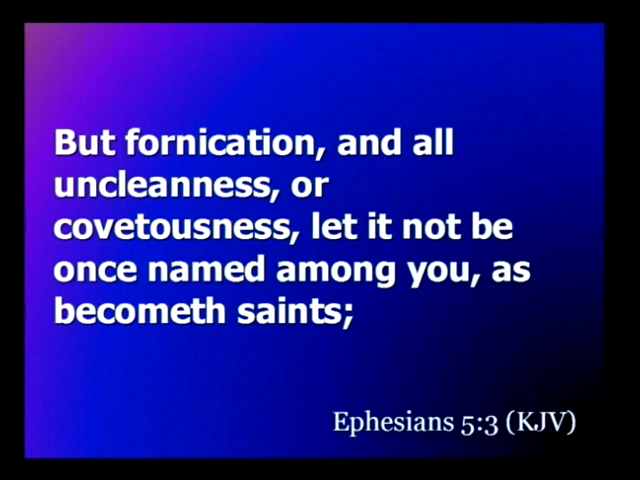 But fornication, and all
uncleanness, or
covetousness, let it not be
once named among you, as
becometh saints;
Ephesians 5:3 (KJV)